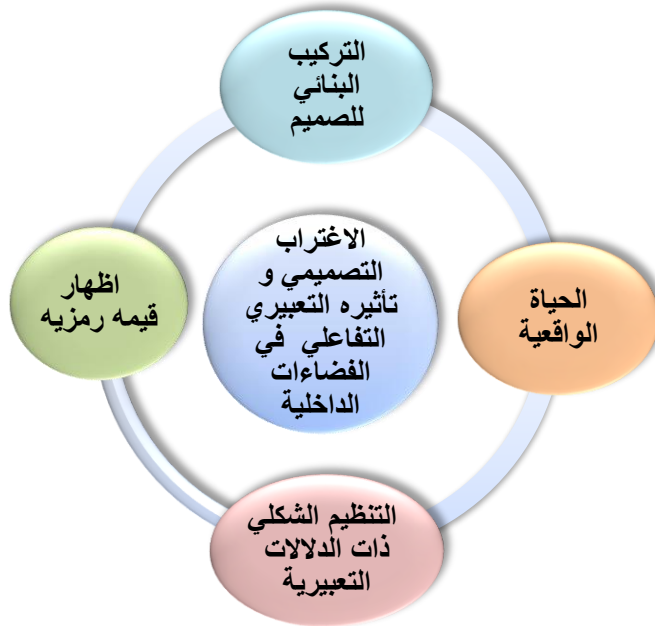 التركيب
البنائي
للصميم
الاغتراب
التصميمي و
تأثيره التعبيري
التفاعلي في
الفضاءات
الداخلية
الحياة
الواقعية
اظهار
قيمه رمزيه
التنظيم الشكلي
ذات الدلالات
التعبيرية